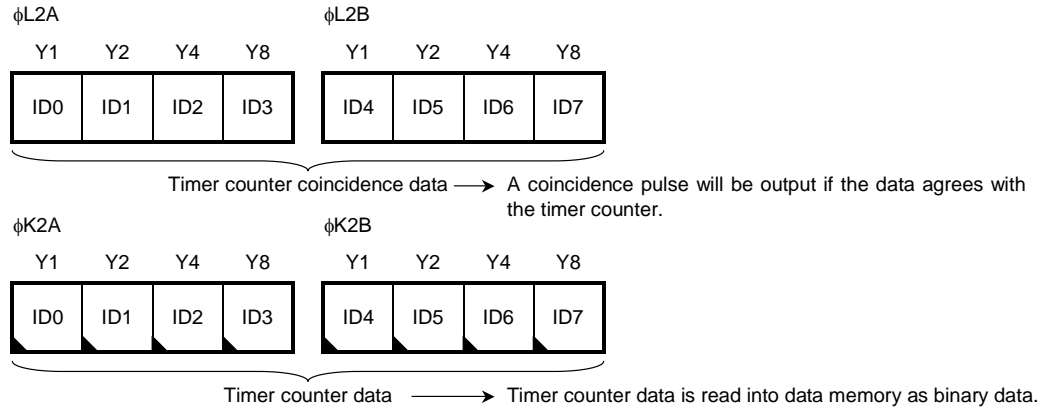 φL2A φL2B
Y1 Y2 Y4 Y8 Y1 Y2 Y4 Y8
ID0 ID1 ID2 ID3 ID4 ID5 ID6 ID7
Timer counter coincidence data → A coincidence pulse will be output if the data agrees with
the timer counter.
φK2A φK2B
Y1 Y2 Y4 Y8 Y1 Y2 Y4 Y8
ID0 ID1 ID2 ID3 ID4 ID5 ID6 ID7
Timer counter data → Timer counter data is read into data memory as binary data.